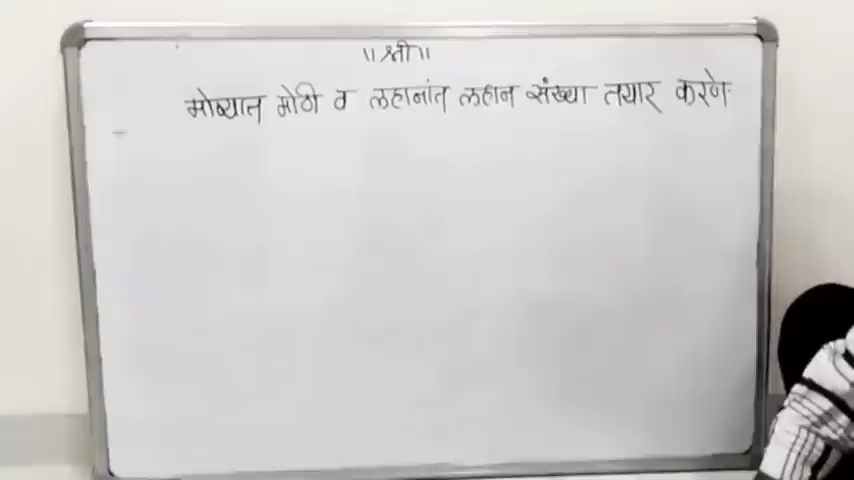 ॥ श्री ॥
मोठ्यात मोठी व लहानांत लहान संख्या तयार करणे